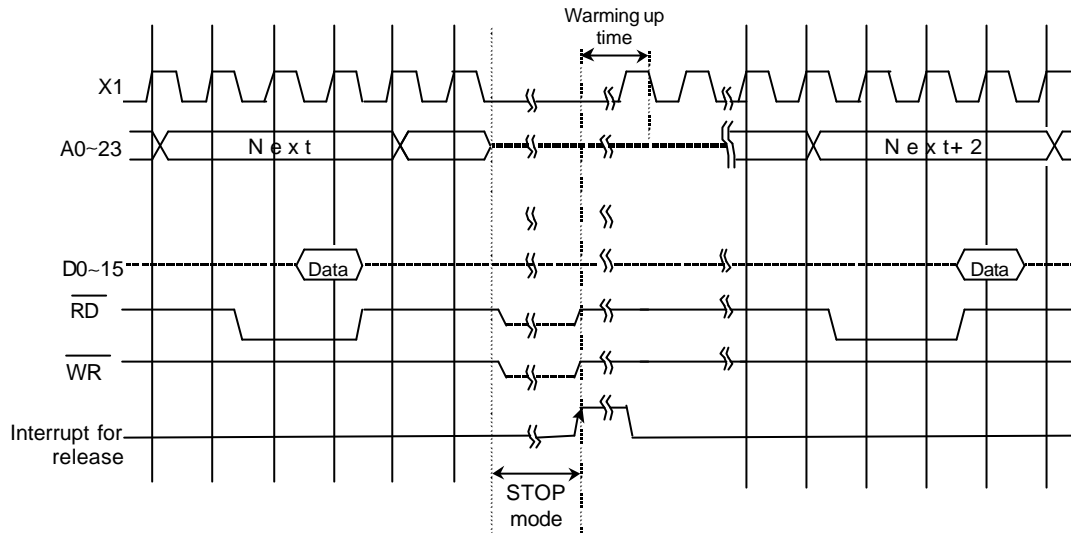 Warming up
time
X1
A0~23
Next
Next+2
D0~15
Data
Data
RD
WR
Interrupt for
release
STOP
mode